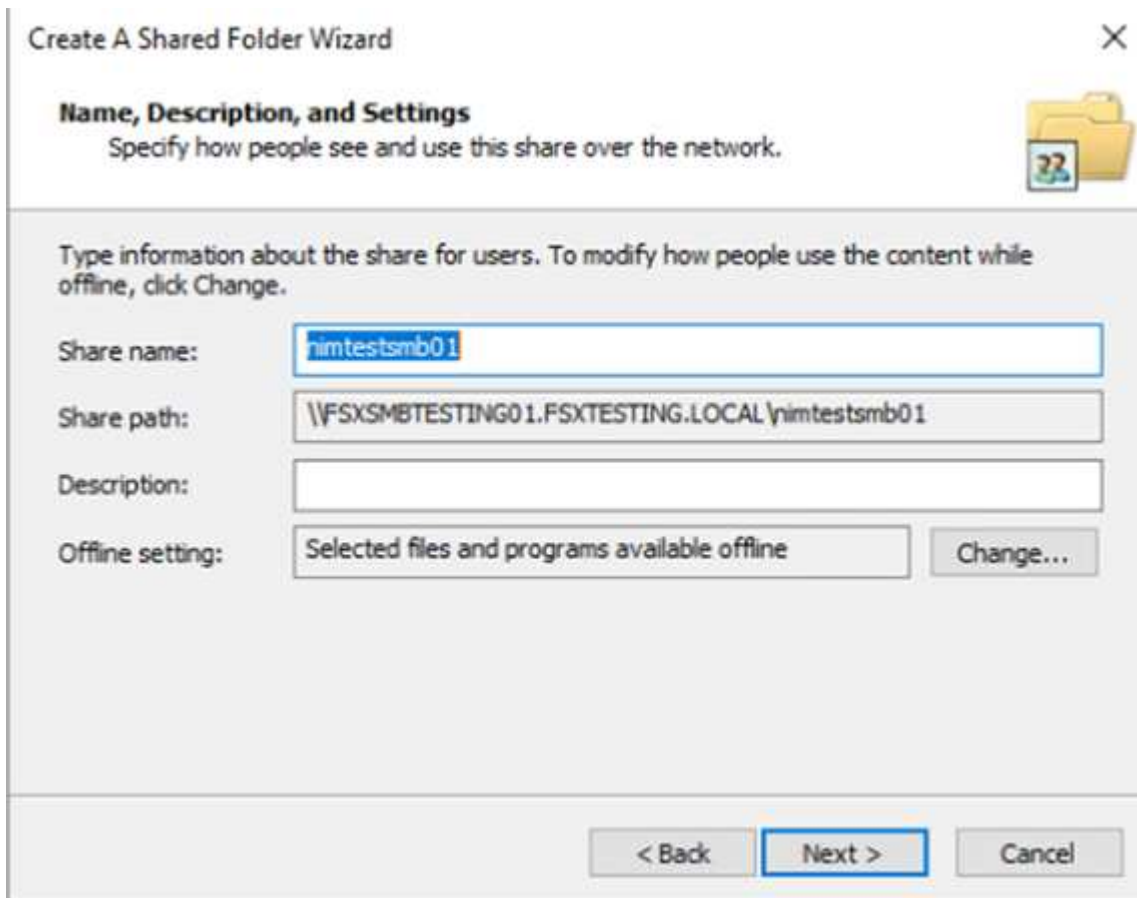 Create A Shared Folder Wizard
Name, Description, and Settings
Specify how people see and use this share over the network.
Type information about the share for users. To modify how people use the content while
offline, click Change.
Share name: nimtestsmb01
Share path: \\FSXSMBTESTING01.FSXTESTING.LOCAL\nimtestsmb01
Description:
Offline setting: Selected files and programs available offline Change...
< Back Next > Cancel